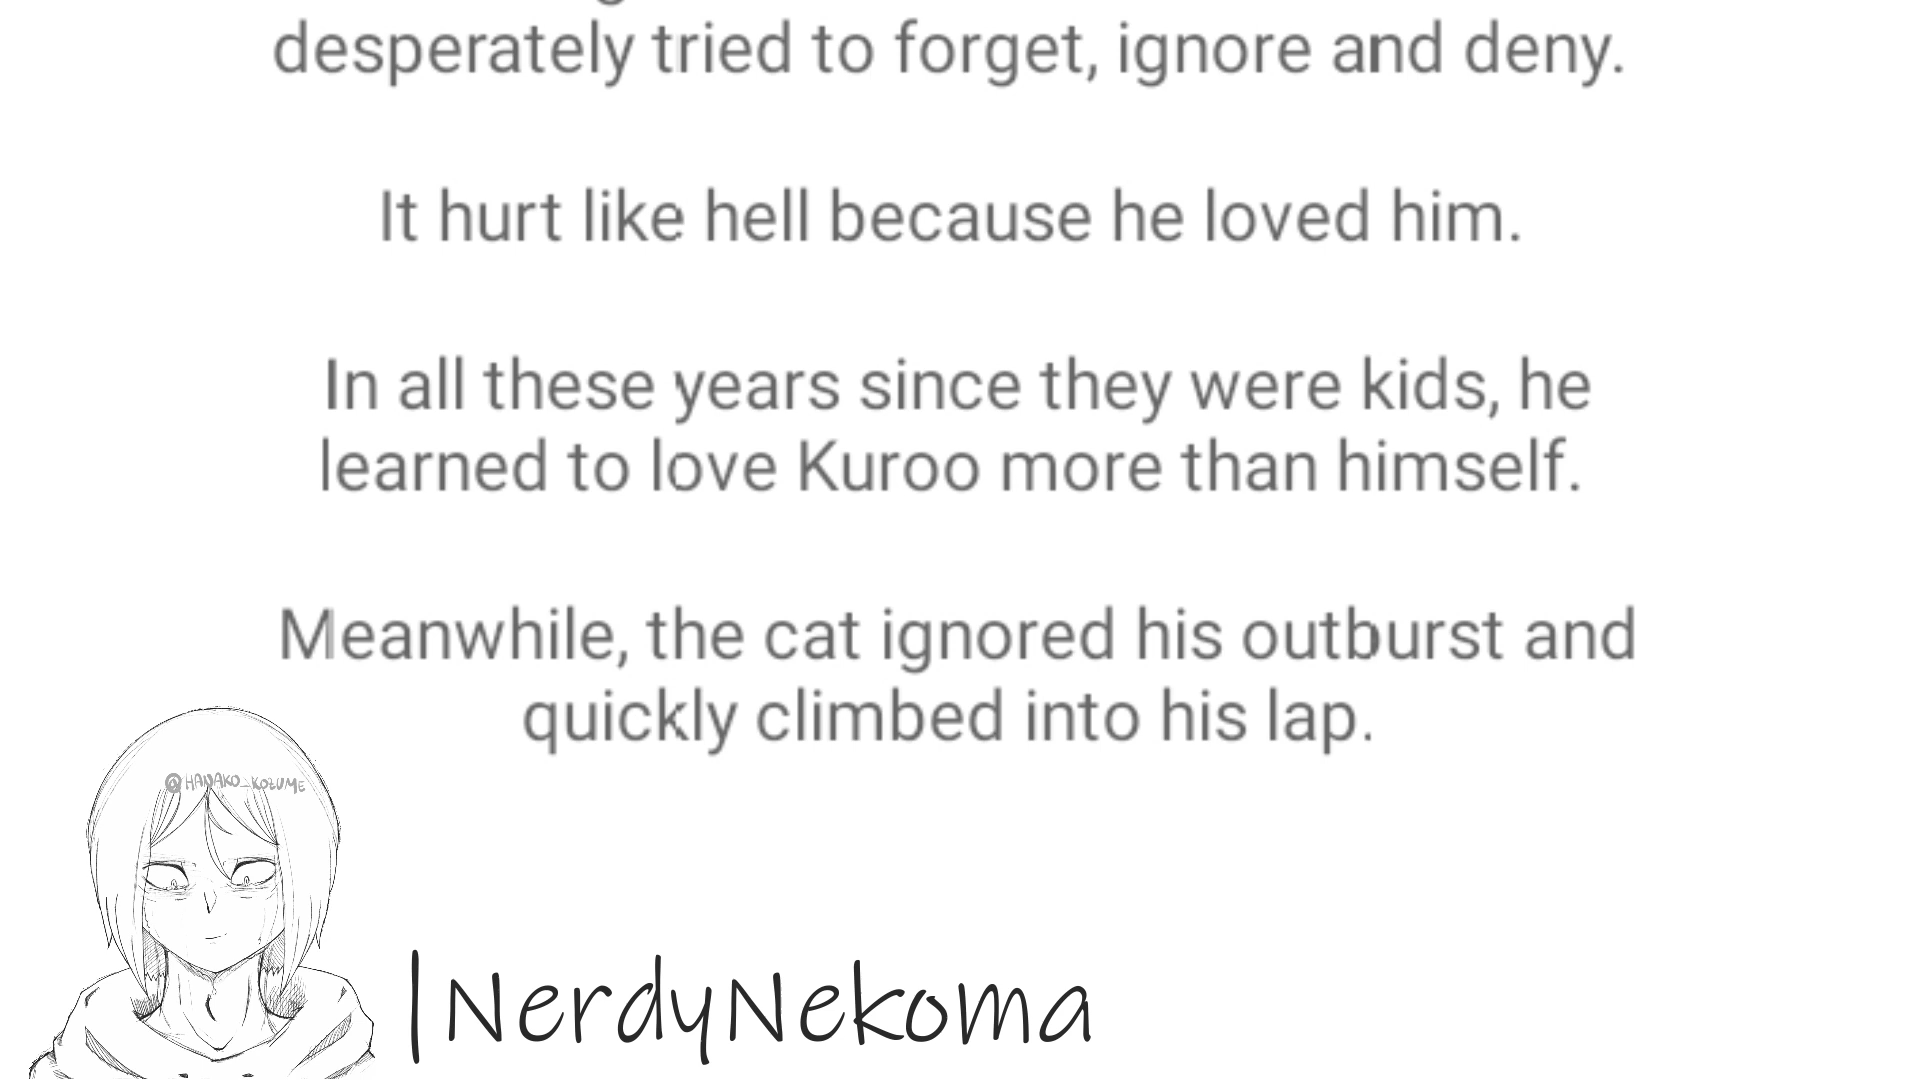 desperately tried to forget, ignore and deny.
It hurt like hell because he loved him.
In all these years since they were kids, he
learned to love Kuroo more than himself.
Meanwhile, the cat ignored his outburst and
quickly climbed into his lap.
@HANAKO_KOZUME
|NerdyNekoma